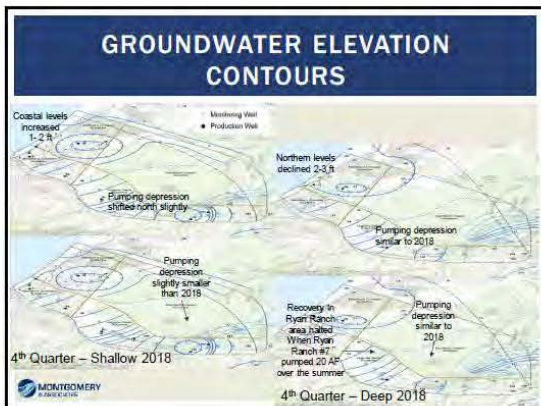 GROUNDWATER ELEVATION
CONTOURS
Coastal levels
increased
1- 2 ft
Monitoring Well
Production Well
Pumping depression
shifted north slightly
Northern levels
declined 2-3 ft
Pumping depression
similar to 2018
Pumping
depression
slightly smaller
than 2018
Recovery in
Ryan Ranch
area halted
When Ryan
Ranch #7
pumped 20 AF
over the summer
Pumping
depression
similar to
2018
4th Quarter – Shallow 2018
4th Quarter – Deep 2018
MONTGOMERY
& ASSOCIATES